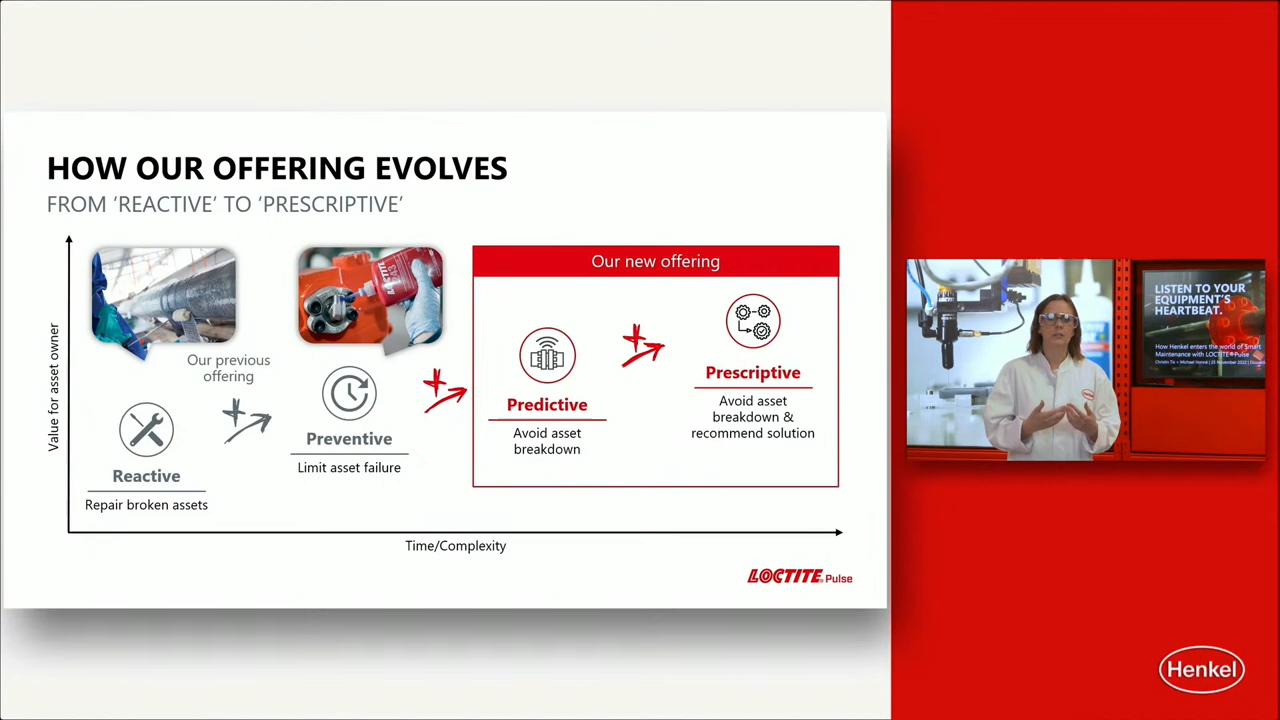 HOW OUR OFFERING EVOLVES
FROM ‘REACTIVE’ TO ‘PRESCRIPTIVE’
Value for asset owner
Our previous
offering
Reactive
Repair broken assets
LOCTITE
243
Preventive
Limit asset failure
Our new offering
Predictive
Avoid asset
breakdown
Prescriptive
Avoid asset
breakdown &
recommend solution
Time/Complexity
LOCTITE® Pulse
LISTEN TO YOUR
EQUIPMENT'S
HEARTBEAT.
How Henkel enters the world of Smart
Maintenance with LOCTITE® Pulse
Henkel